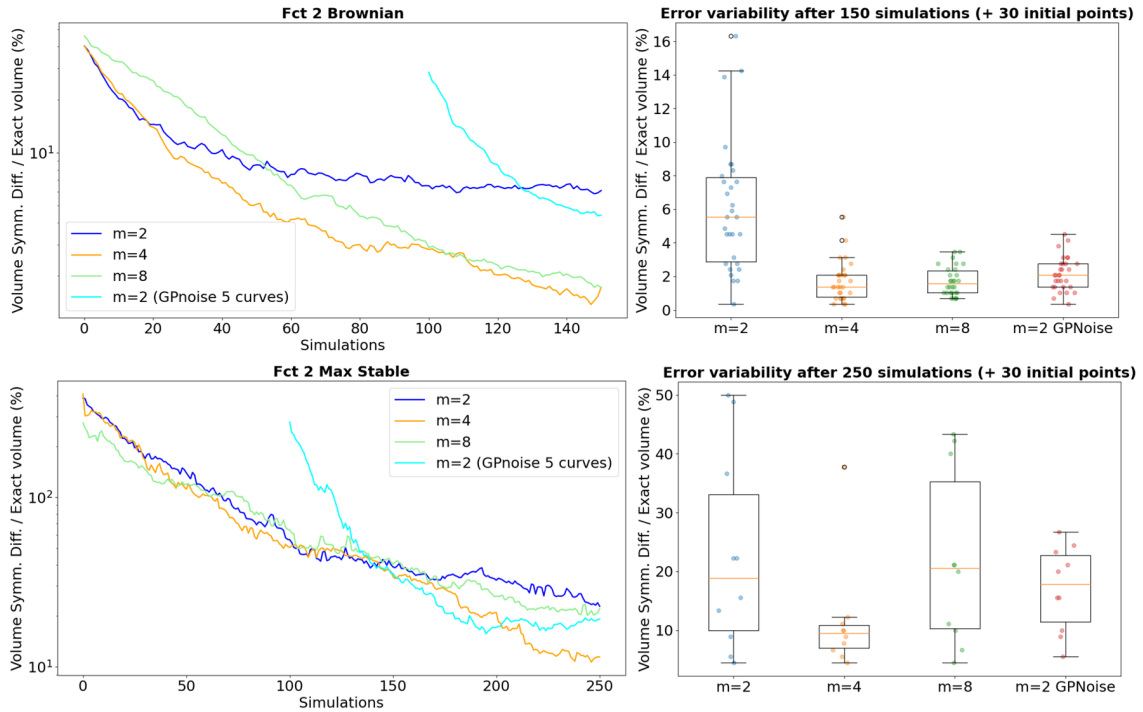 Fct 2 Brownian
Volume Symm. Diff. / Exact volume (%)
10¹
m=2
m=4
m=8
m=2 (GPnoise 5 curves)
0 20 40 60 80 100 120 140
Simulations
Error variability after 150 simulations (+ 30 initial points)
Volume Symm. Diff. / Exact volume (%)
16
14
12
10
8
6
4
2
0
m=2 m=4 m=8 m=2 GPNoise
Fct 2 Max Stable
Volume Symm. Diff. / Exact volume (%)
10²
10¹
m=2
m=4
m=8
m=2 (GPnoise 5 curves)
0 50 100 150 200 250
Simulations
Error variability after 250 simulations (+ 30 initial points)
Volume Symm. Diff. / Exact volume (%)
50
40
30
20
10
m=2 m=4 m=8 m=2 GPNoise